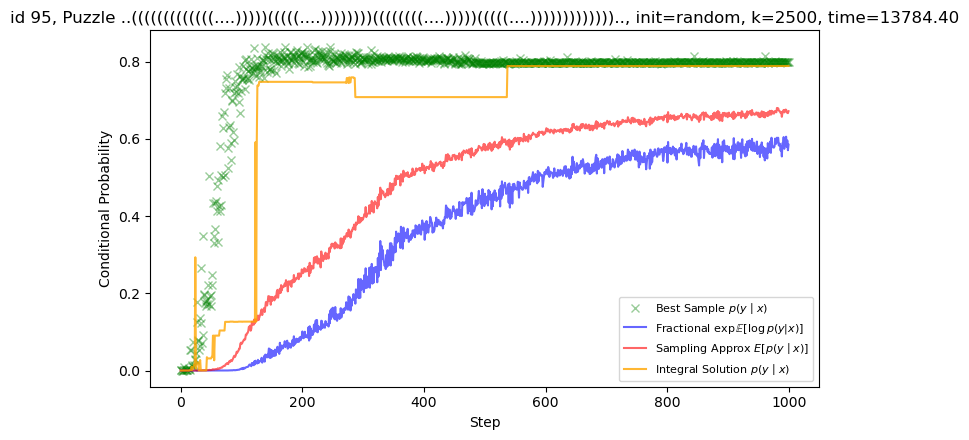 id 95, Puzzle ..(((((((((((((....)))))(((((....))))))))((((((((....)))))(((((....))))))))))))).., init=random, k=2500, time=13784.40
0.8
0.6
0.4
0.2
0.0
Conditional Probability
0
200
400
600
800
1000
Step
Best Sample p(y | x)
Fractional exp 𝔼[log p(y|x)]
Sampling Approx E[p(y | x)]
Integral Solution p(y | x)